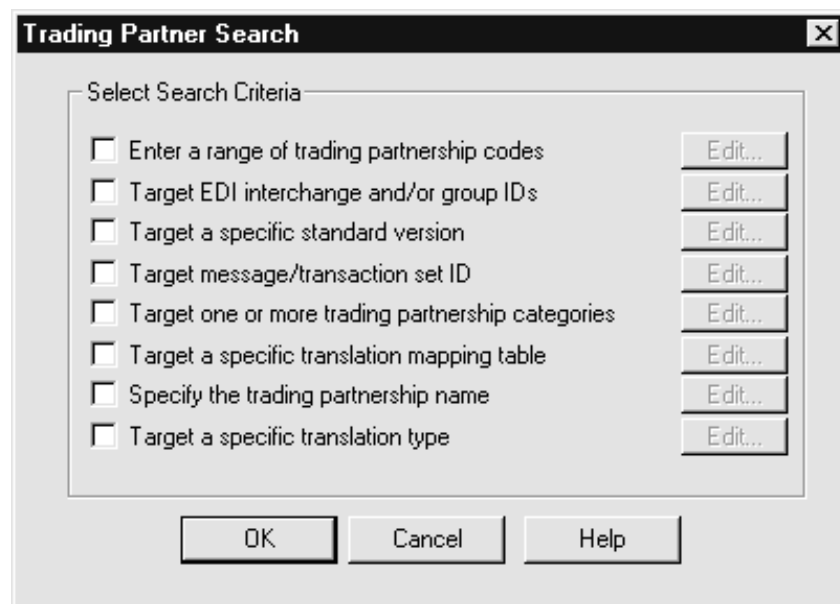 Trading Partner Search
Select Search Criteria
Enter a range of trading partnership codes Edit...
Target EDI interchange and/or group IDs Edit...
Target a specific standard version Edit...
Target message/transaction set ID Edit...
Target one or more trading partnership categories Edit...
Target a specific translation mapping table Edit...
Specify the trading partnership name Edit...
Target a specific translation type Edit...
OK Cancel Help